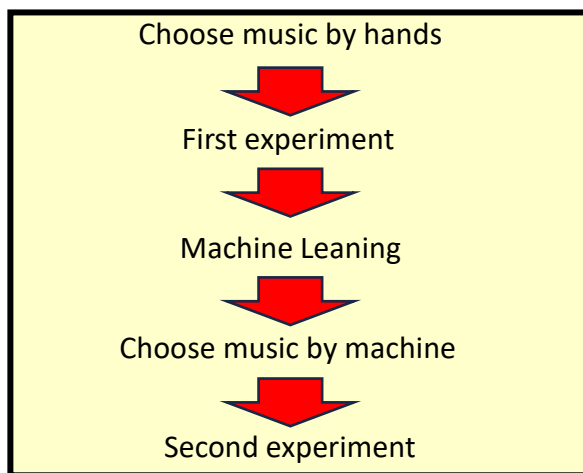 Choose music by hands
First experiment
Machine Leaning
Choose music by machine
Second experiment